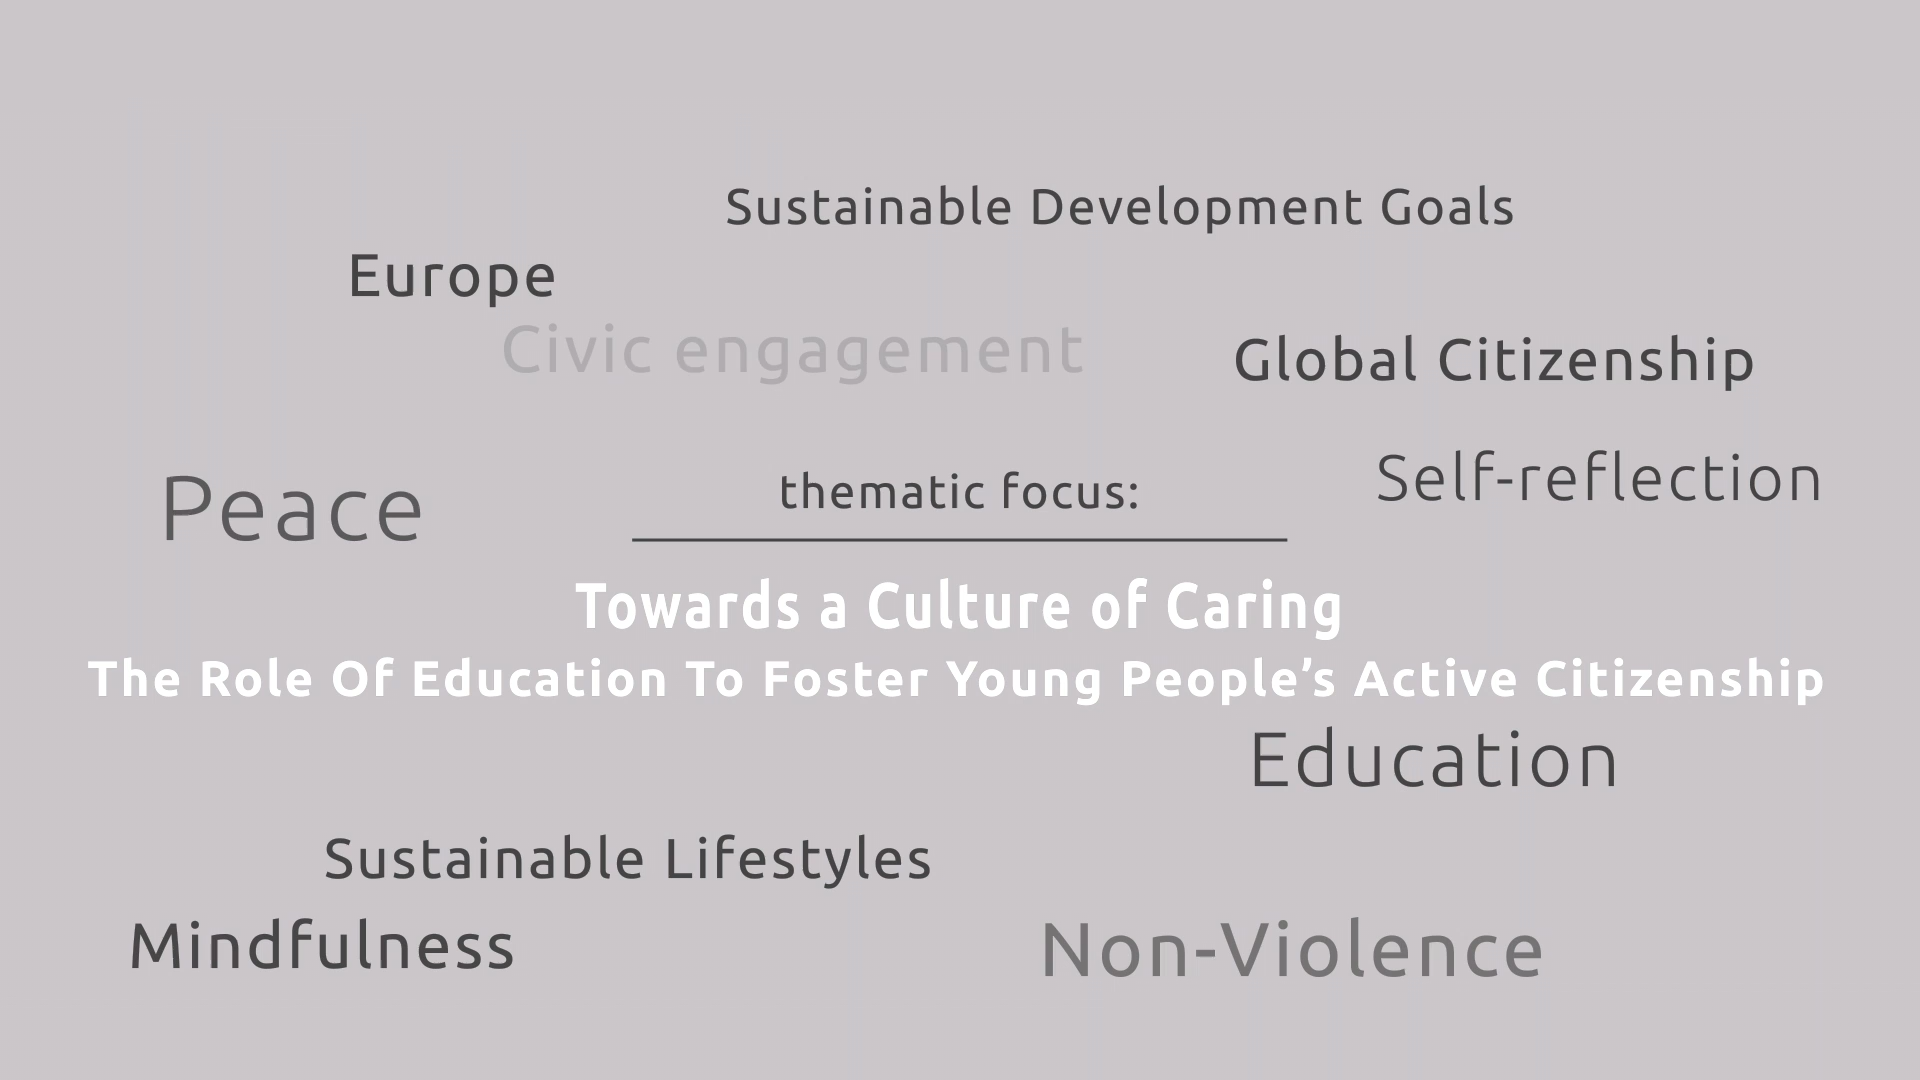 Sustainable Development Goals
Europe
Civic engagement
Global Citizenship
Self-reflection
Peace
thematic focus:
Towards a Culture of Caring
The Role Of Education To Foster Young People’s Active Citizenship
Education
Sustainable Lifestyles
Mindfulness
Non-Violence